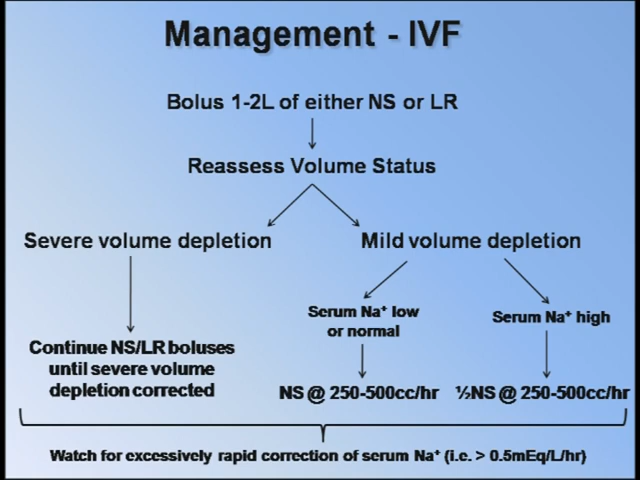 Management - IVF
Bolus 1-2L of either NS or LR
Reassess Volume Status
Severe volume depletion
Mild volume depletion
Continue NS/LR boluses
until severe volume
depletion corrected
Serum Na⁺ low
or normal
NS @ 250-500cc/hr
Serum Na⁺ high
½NS @ 250-500cc/hr
Watch for excessively rapid correction of serum Na⁺ (i.e. > 0.5mEq/L/hr)